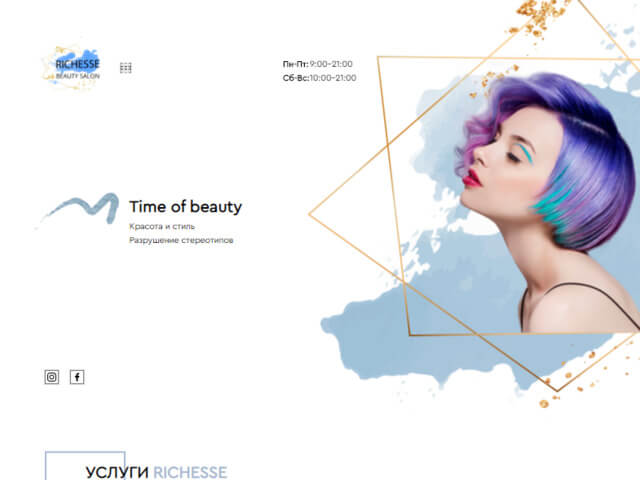 RICHESSE
BEAUTY SALON
Пн-Пт: 9:00-21:00
Сб-Вс:10:00-21:00
Time of beauty
Красота и стиль
Разрушение стереотипов
УСЛУГИ RICHESSE